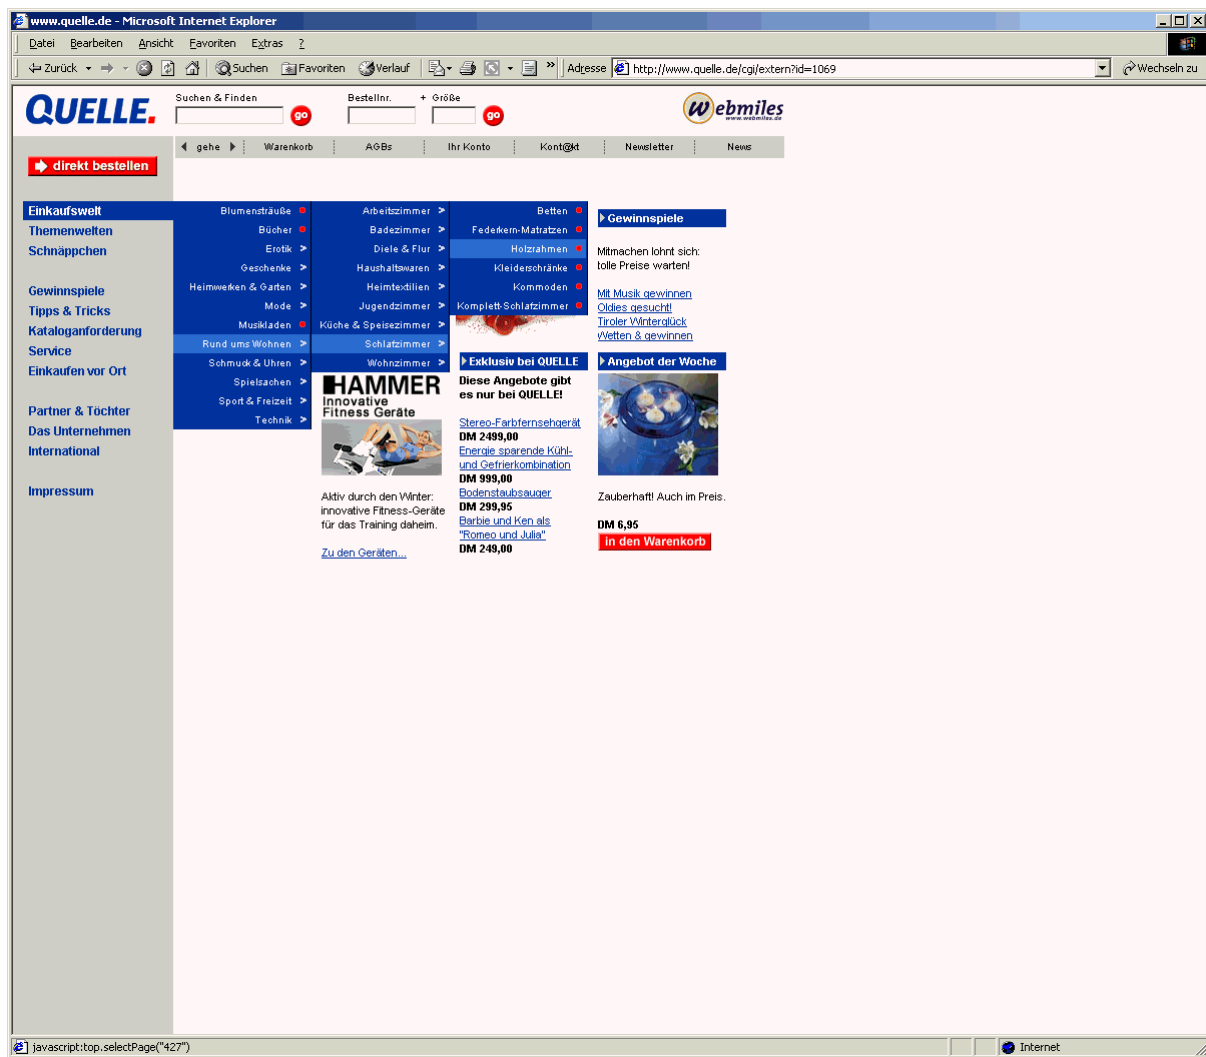 www.quelle.de - Microsoft Internet Explorer
Datei Bearbeiten Ansicht Favoriten Extras ?
Zurück Suchen Favoriten Verlauf » Adresse http://www.quelle.de/cgi/extern?id=1069 Wechseln zu
QUELLE.
Suchen & Finden Bestellnr. + Größe
go go
Webmiles
www.webmiles.de
gehe Warenkorb AGBs Ihr Konto Kont@kt Newsletter News
direkt bestellen
Einkaufswelt
Themenwelten
Schnäppchen
Gewinnspiele
Tipps & Tricks
Kataloganforderung
Service
Einkaufen vor Ort
Partner & Töchter
Das Unternehmen
International
Impressum
Blumensträuße
Bücher
Erotik >
Geschenke >
Heimwerken & Garten >
Mode >
Musikladen
Rund ums Wohnen >
Schmuck & Uhren >
Spielsachen >
Sport & Freizeit >
Technik >
Arbeitszimmer >
Badezimmer >
Diele & Flur >
Haushaltswaren >
Heimtextilien >
Jugendzimmer >
Küche & Speisezimmer >
Schlafzimmer >
Wohnzimmer >
Betten
Federkern-Matratzen
Holzrahmen
Kleiderschränke
Kommoden
Komplett-Schlafzimmer
HAMMER
Innovative
Fitness Geräte
Aktiv durch den Winter:
innovative Fitness-Geräte
für das Training daheim.
Zu den Geräten...
Exklusiv bei QUELLE
Diese Angebote gibt
es nur bei QUELLE!
Stereo-Farbfernsehgerät
DM 2499,00
Energie sparende Kühl-
und Gefrierkombination
DM 999,00
Bodenstaubsauger
DM 299,95
Barbie und Ken als
"Romeo und Julia"
DM 249,00
Gewinnspiele
Mitmachen lohnt sich:
tolle Preise warten!
Mit Musik gewinnen
Oldies gesucht!
Tiroler Winterglück
Wetten & gewinnen
Angebot der Woche
Zauberhaft! Auch im Preis.
DM 6,95
in den Warenkorb
javascript:top.selectPage("427")
Internet